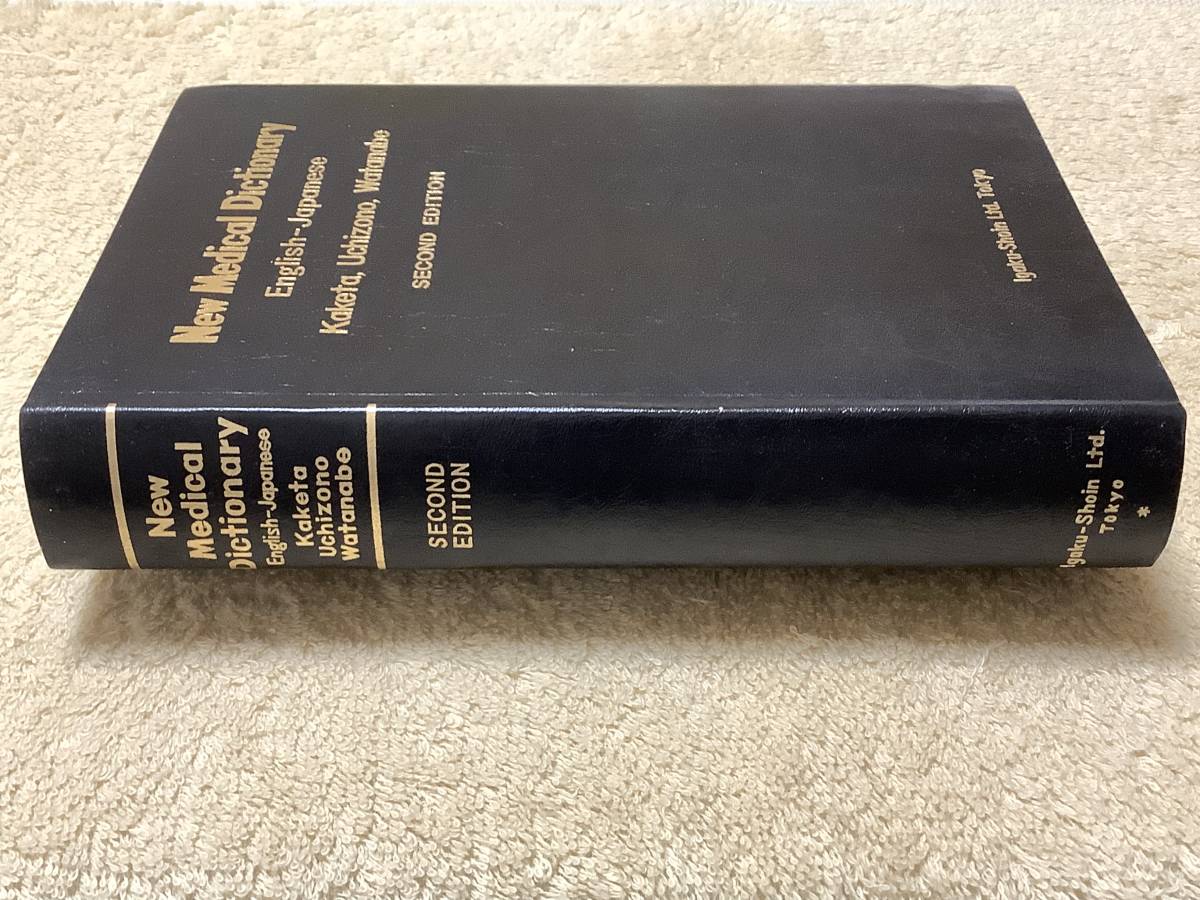 New Medical Dictionary
English-Japanese
Kaketa, Uchizono, Watanabe
SECOND EDITION
Igaku-Shoin Ltd. Tokyo
New
Medical
Dictionary
English-Japanese
Kaketa
Uchizono
Watanabe
SECOND
EDITION
Igaku-Shoin Ltd.
Tokyo
*